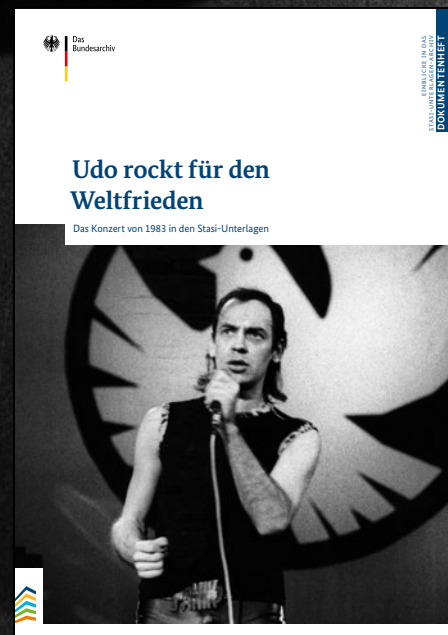 Das
Bundesarchiv
EINBLICKE IN DAS
STASI-UNTERLAGEN-ARCHIV
DOKUMENTENHEFT
Udo rockt für den
Weltfrieden
Das Konzert von 1983 in den Stasi-Unterlagen